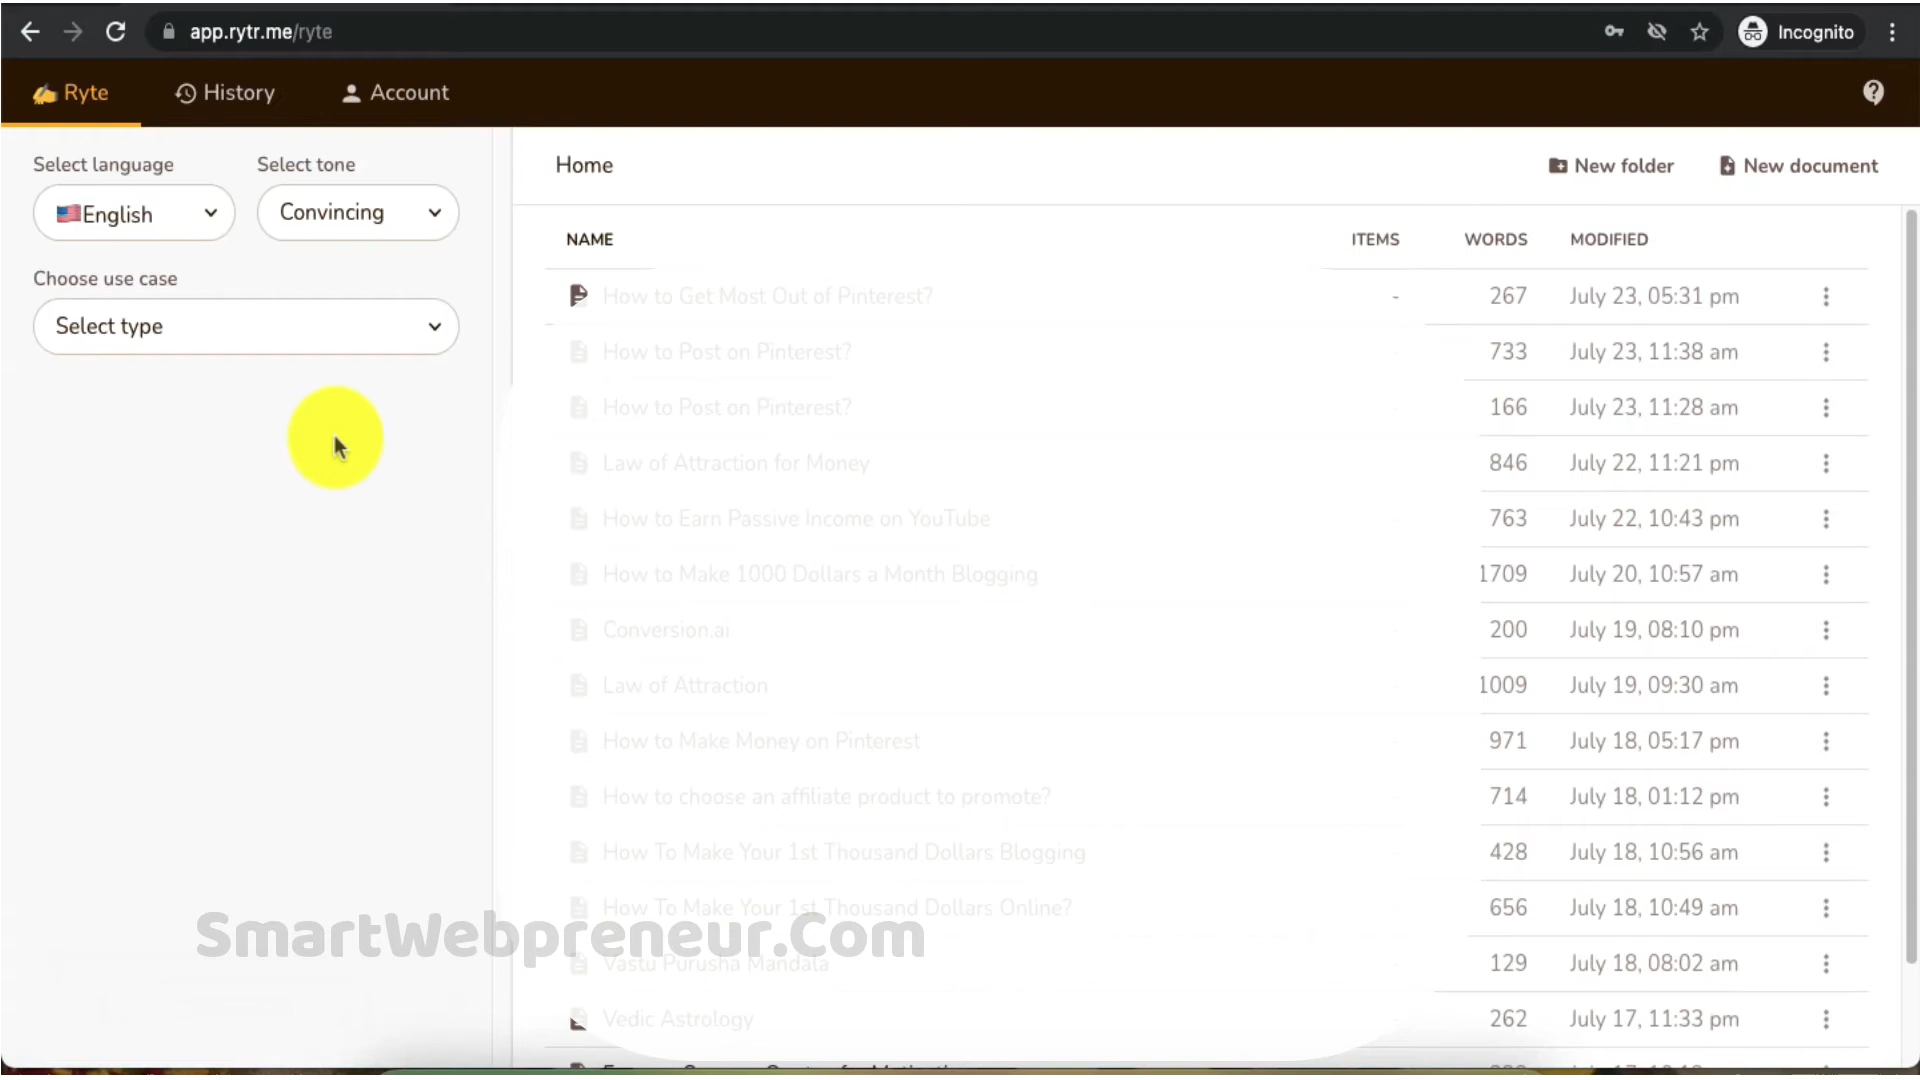 app.rytr.me/ryte
Incognito
Ryte
History
Account
Select language
Select tone
English
Convincing
Choose use case
Select type
Home
New folder
New document
NAME ITEMS WORDS MODIFIED
How to Get Most Out of Pinterest? - 267 July 23, 05:31 pm
How to Post on Pinterest? 733 July 23, 11:38 am
How to Post on Pinterest? 166 July 23, 11:28 am
Law of Attraction for Money 846 July 22, 11:21 pm
How to Earn Passive Income on YouTube 763 July 22, 10:43 pm
How to Make 1000 Dollars a Month Blogging 1709 July 20, 10:57 am
Conversion.ai 200 July 19, 08:10 pm
Law of Attraction 1009 July 19, 09:30 am
How to Make Money on Pinterest 971 July 18, 05:17 pm
How to choose an affiliate product to promote? 714 July 18, 01:12 pm
How To Make Your 1st Thousand Dollars Blogging 428 July 18, 10:56 am
How To Make Your 1st Thousand Dollars Online? 656 July 18, 10:49 am
SmartWebpreneur.Com
Vastu Purusha Mandala 129 July 18, 08:02 am
Vedic Astrology 262 July 17, 11:33 pm